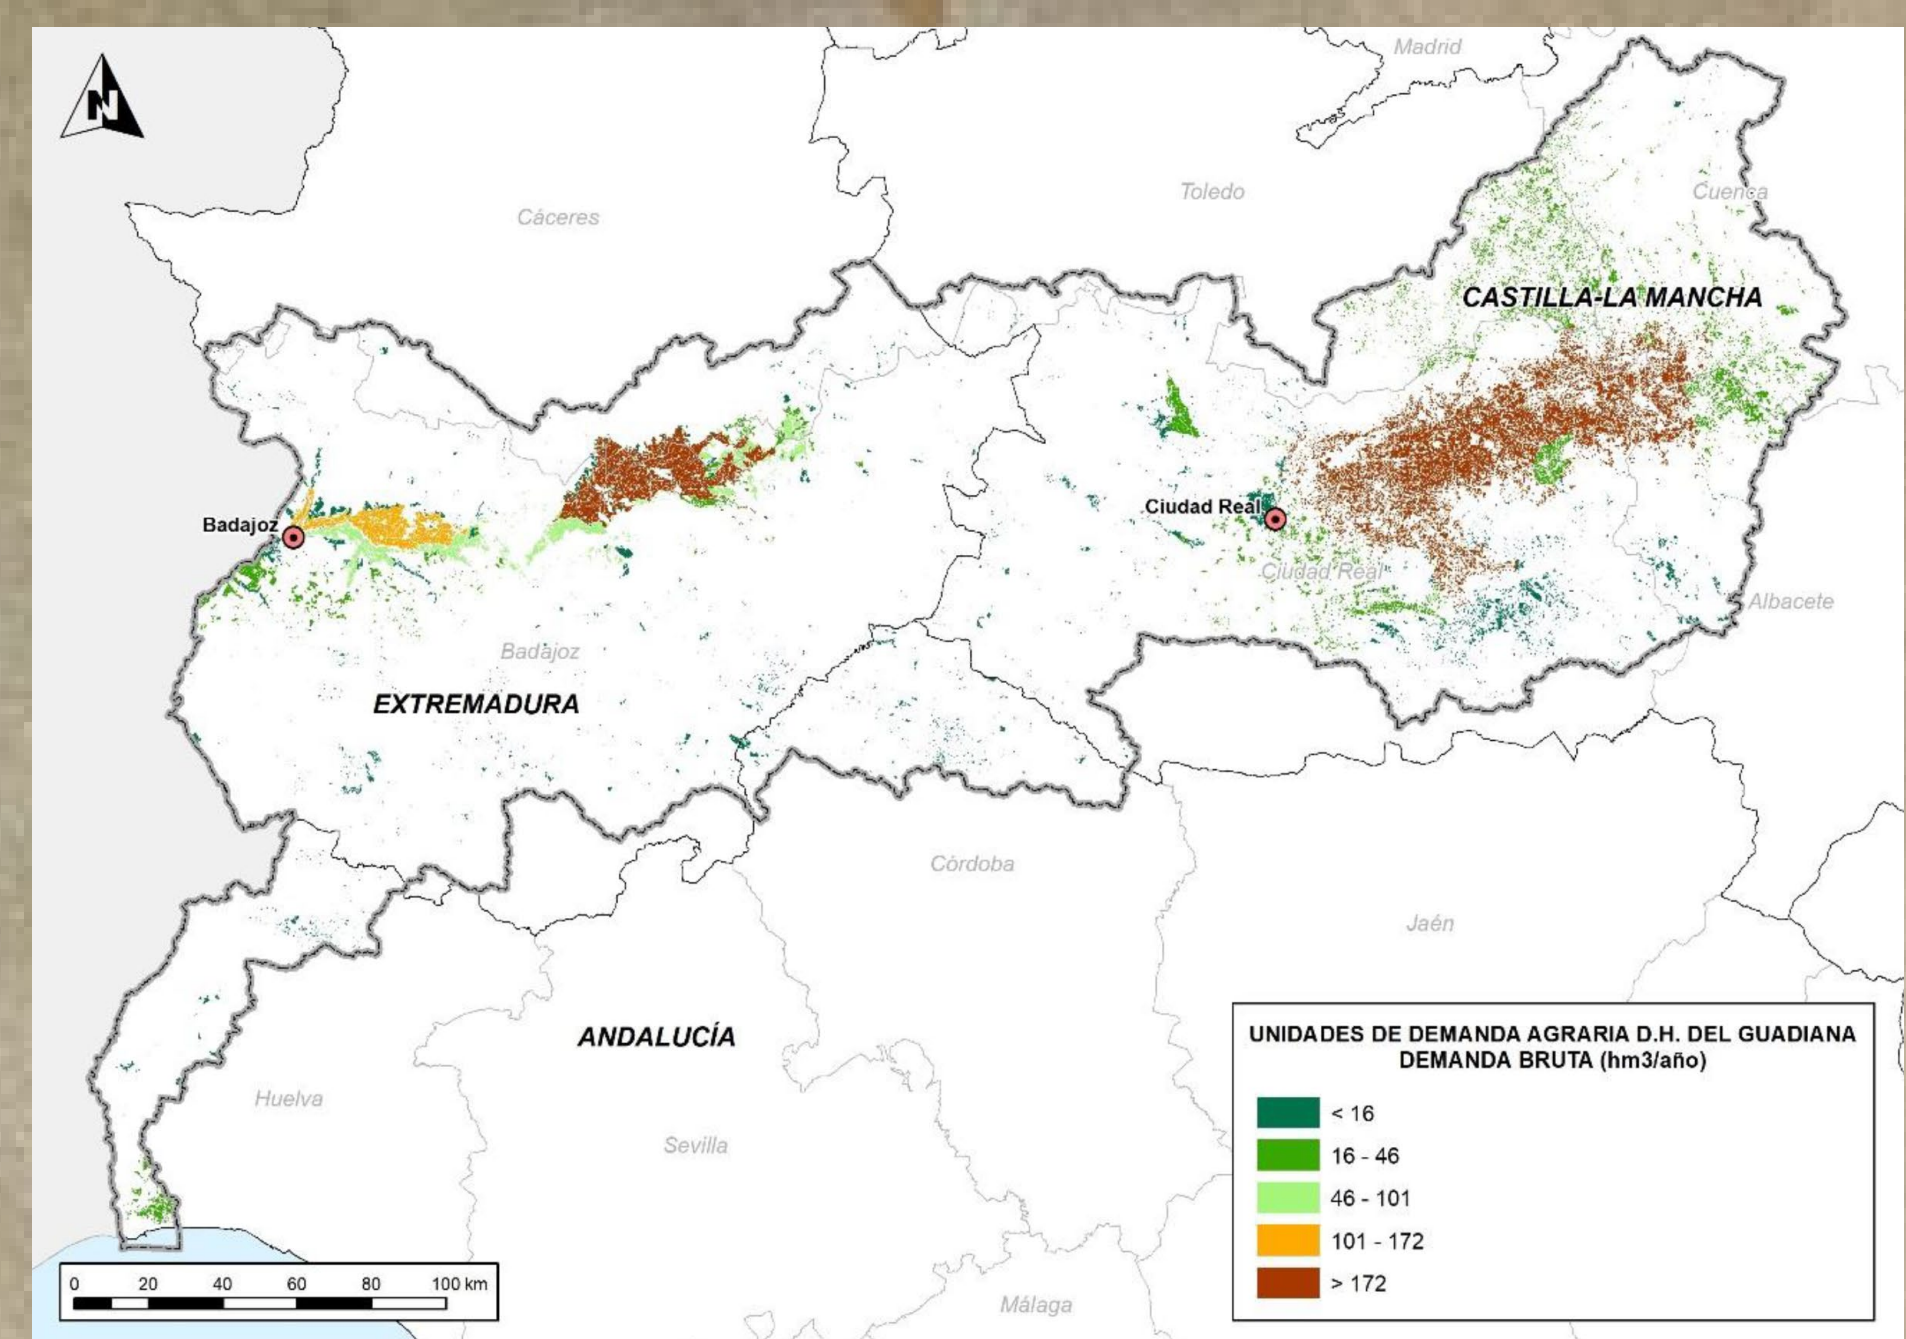 N
Madrid
Toledo
Cuenca
Cáceres
CASTILLA-LA MANCHA
Ciudad Real
Badajoz
Ciudad Real
Albacete
Badajoz
EXTREMADURA
Córdoba
Jaén
ANDALUCÍA
Huelva
Sevilla
Málaga
UNIDADES DE DEMANDA AGRARIA D.H. DEL GUADIANA
DEMANDA BRUTA (hm3/año)
< 16
16 - 46
46 - 101
101 - 172
> 172
0 20 40 60 80 100 km